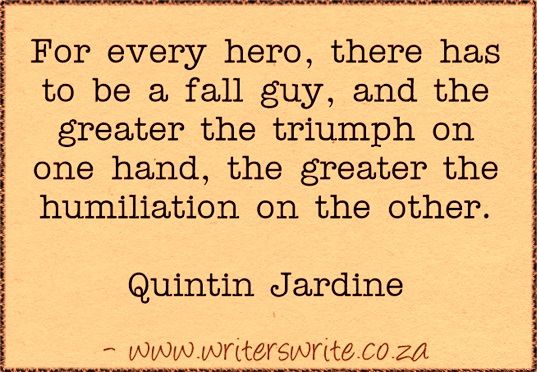 For every hero, there has
to be a fall guy, and the
greater the triumph on
one hand, the greater the
humiliation on the other.
Quintin Jardine
- www.writerswrite.co.za